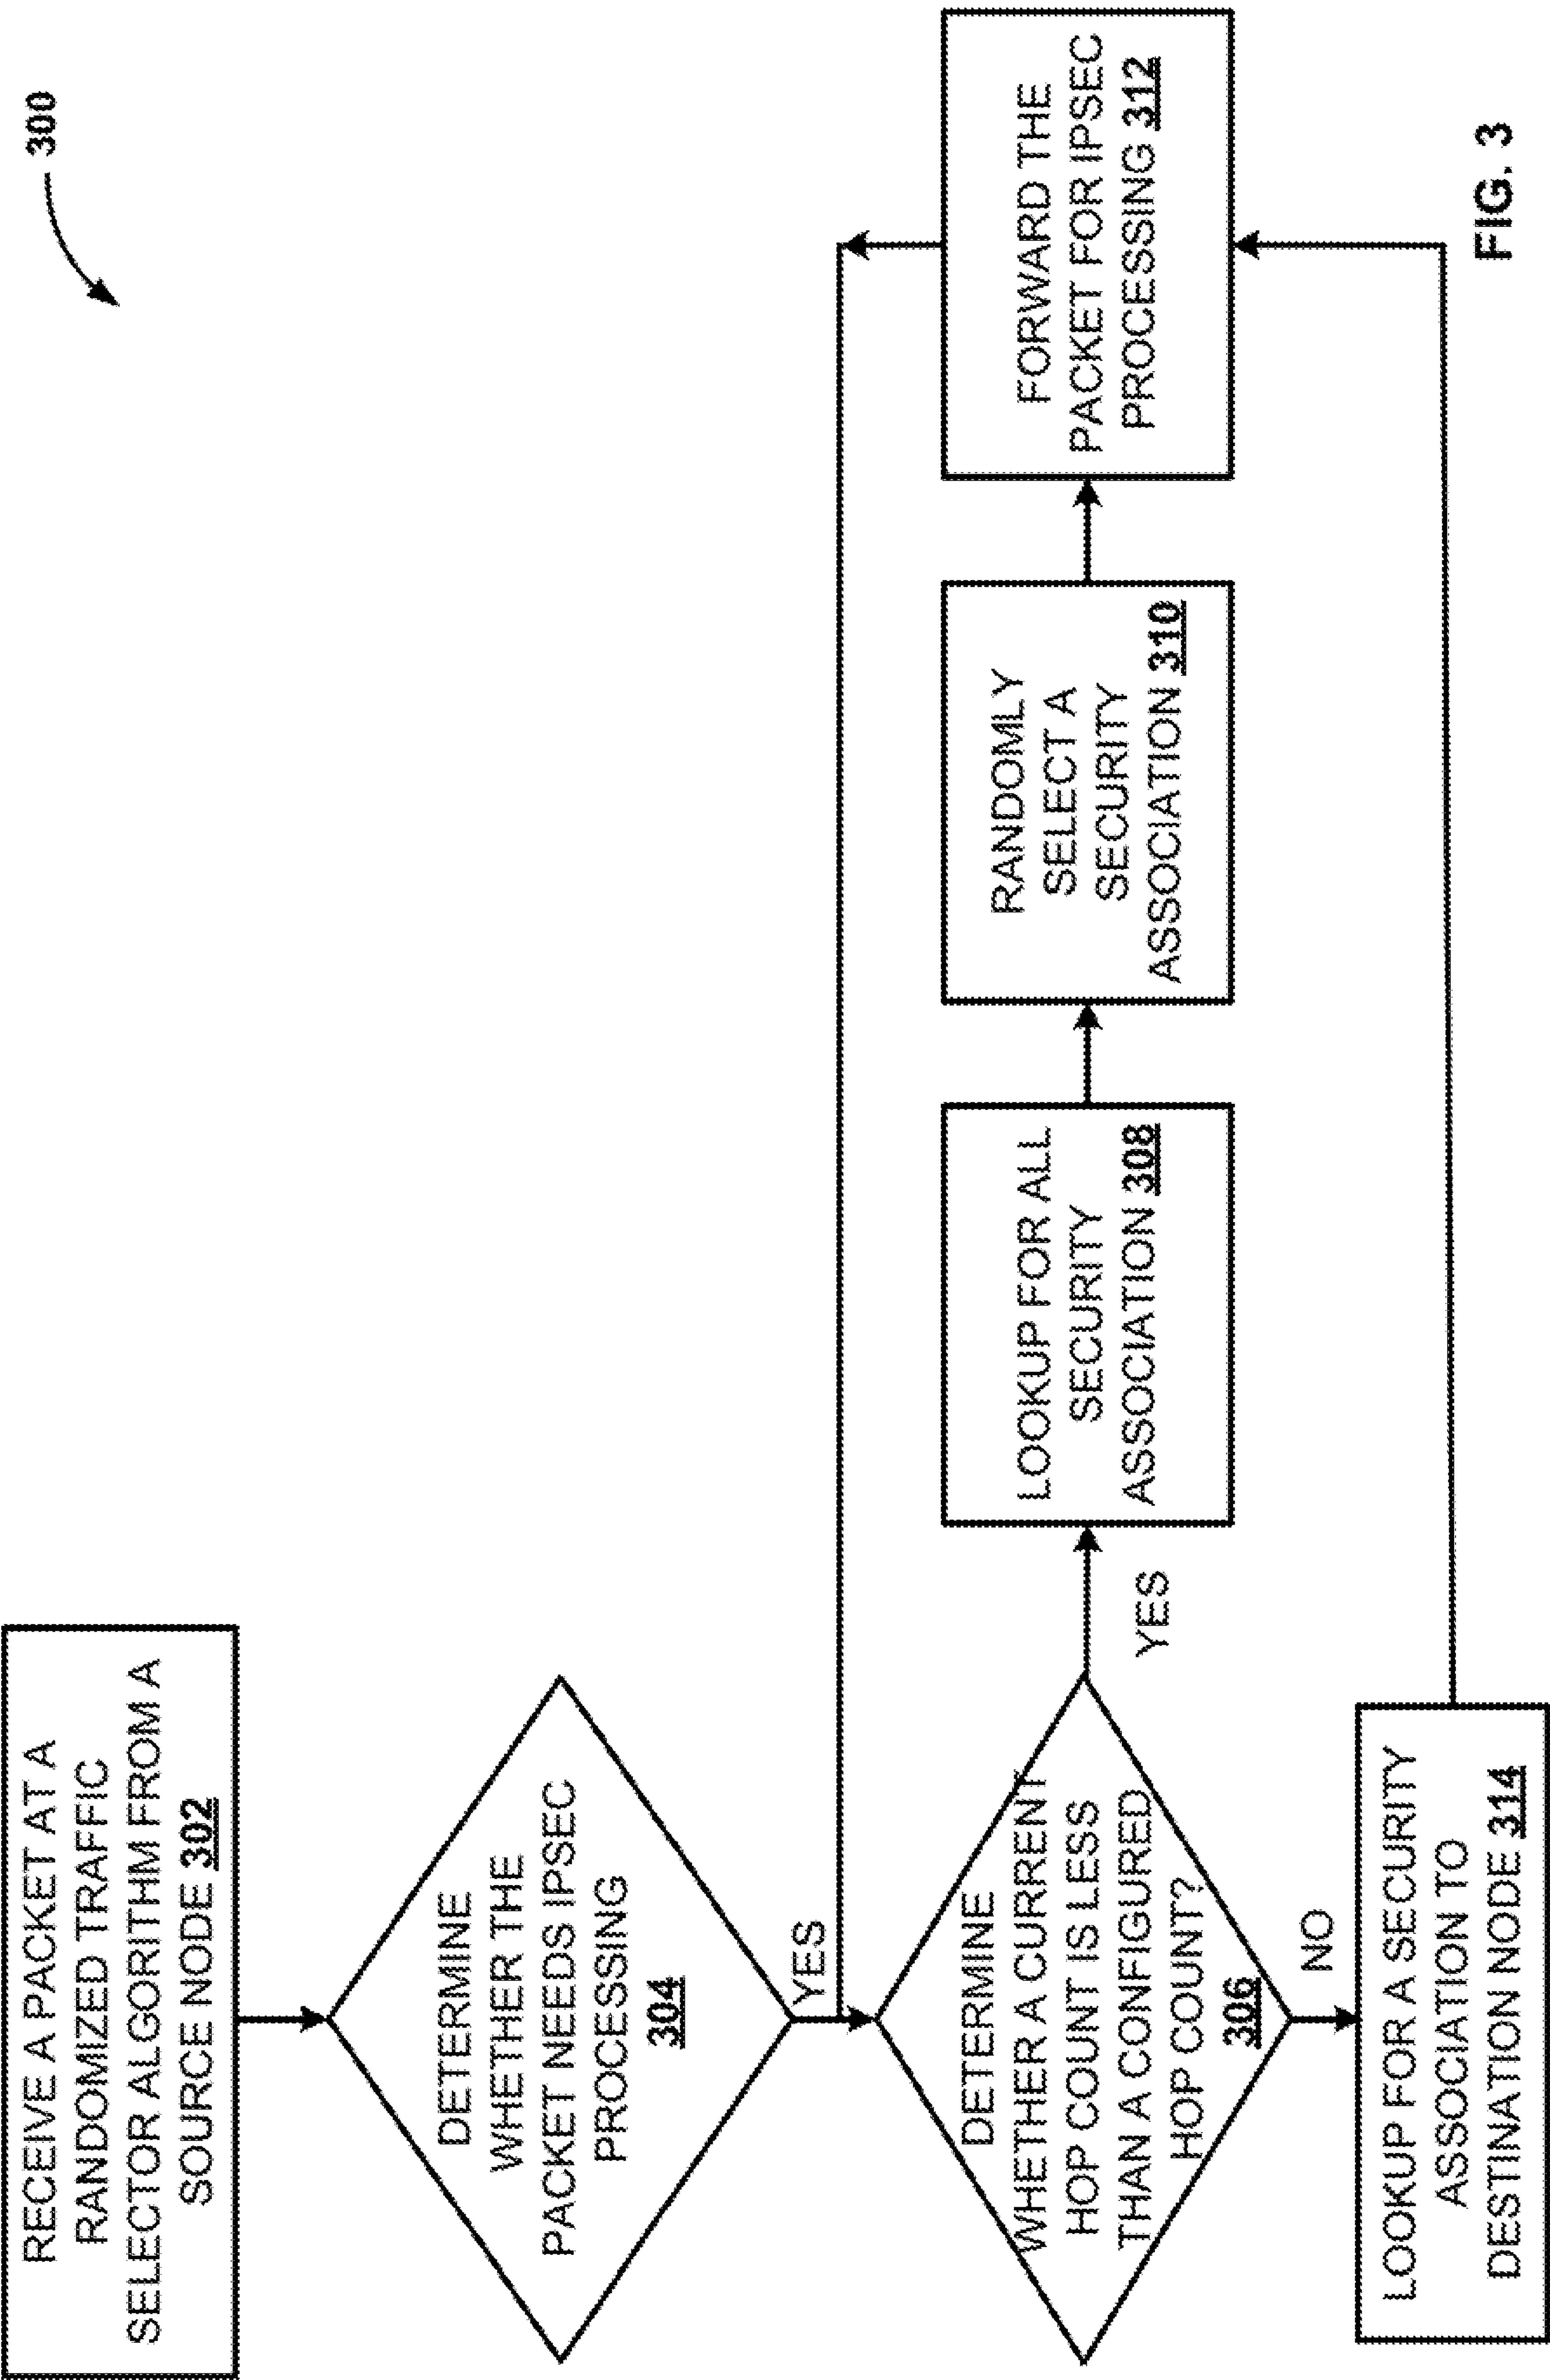 300
RECEIVE A PACKET AT A
RANDOMIZED TRAFFIC
SELECTOR ALGORITHM FROM A
SOURCE NODE 302
DETERMINE
WHETHER THE
PACKET NEEDS IPSEC
PROCESSING
304
YES
DETERMINE
WHETHER A CURRENT
HOP COUNT IS LESS
THAN A CONFIGURED
HOP COUNT?
306
YES
LOOKUP FOR ALL
SECURITY
ASSOCIATION 308
RANDOMLY
SELECT A
SECURITY
ASSOCIATION 310
FORWARD THE
PACKET FOR IPSEC
PROCESSING 312
NO
LOOKUP FOR A SECURITY
ASSOCIATION TO
DESTINATION NODE 314
FIG. 3